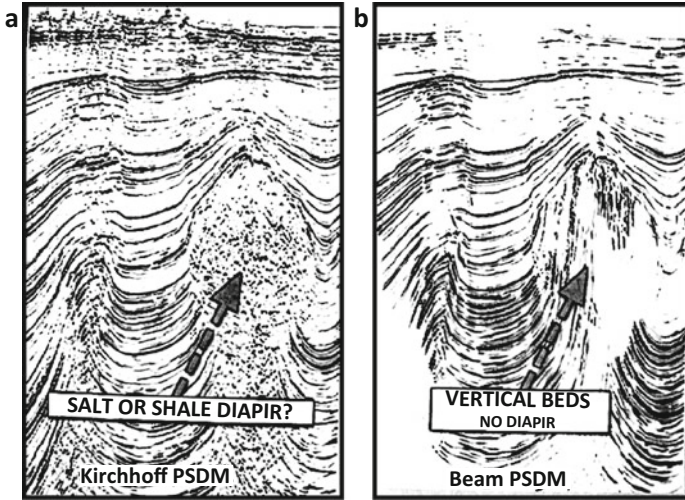 a
SALT OR SHALE DIAPIR?
Kirchhoff PSDM
b
VERTICAL BEDS
NO DIAPIR
Beam PSDM